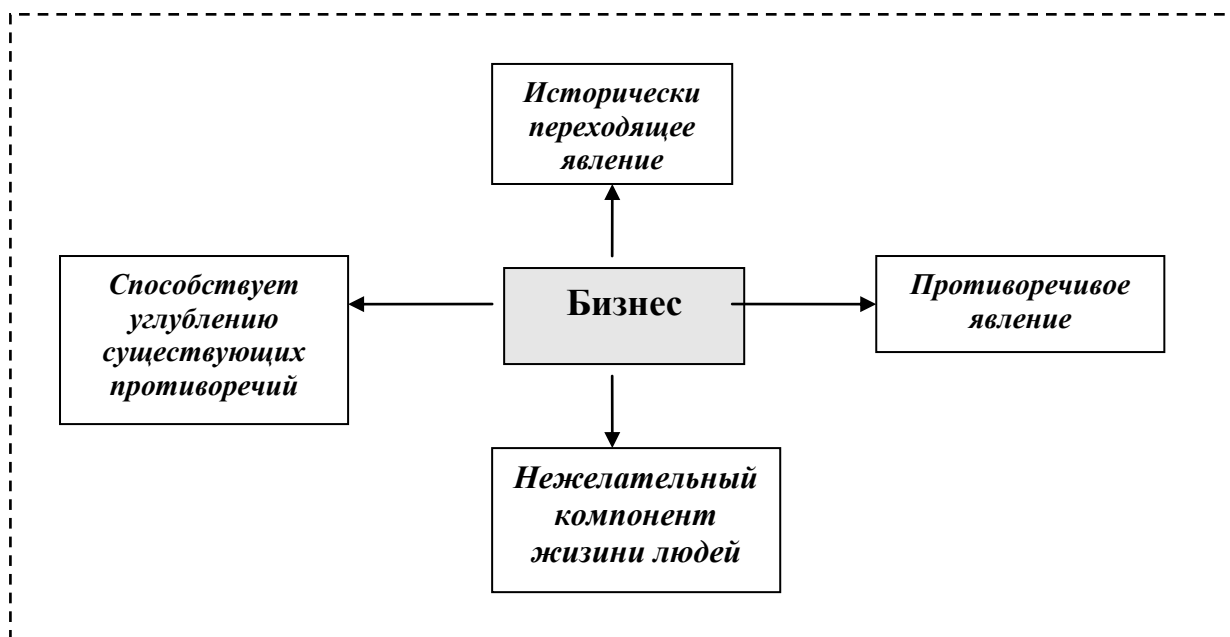 Исторически
переходящее
явление
Способствует
углублению
существующих
противоречий
Бизнес
Противоречивое
явление
Нежелательный
компонент
жизини людей